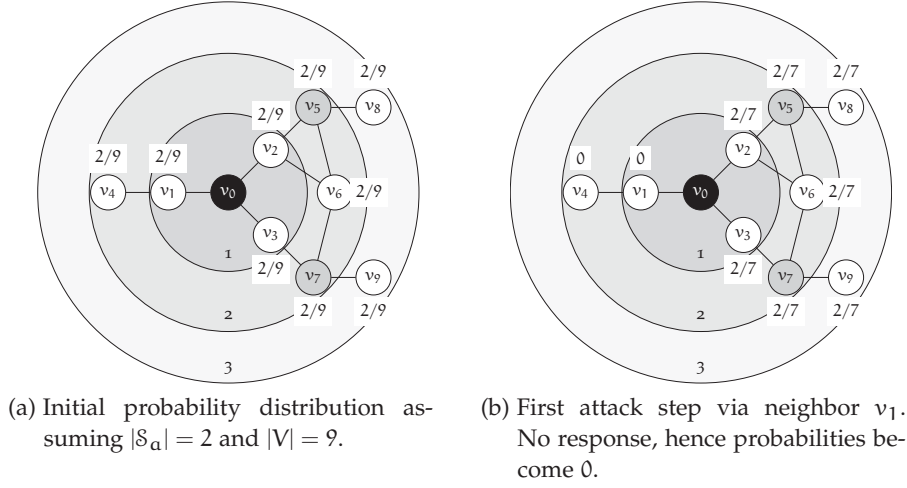 2/9 2/9
v5 v8
2/9
v2
2/9 2/9
v4 v1 v0 v6 2/9
v3
1 2/9 v7 v9
2 2/9 2/9
3
(a) Initial probability distribution as-
suming |Sa| = 2 and |V| = 9.
2/7 2/7
v5 v8
2/7
v2
0 0
v4 v1 v0 v6 2/7
v3
1 2/7 v7 v9
2 2/7 2/7
3
(b) First attack step via neighbor v1.
No response, hence probabilities be-
come 0.